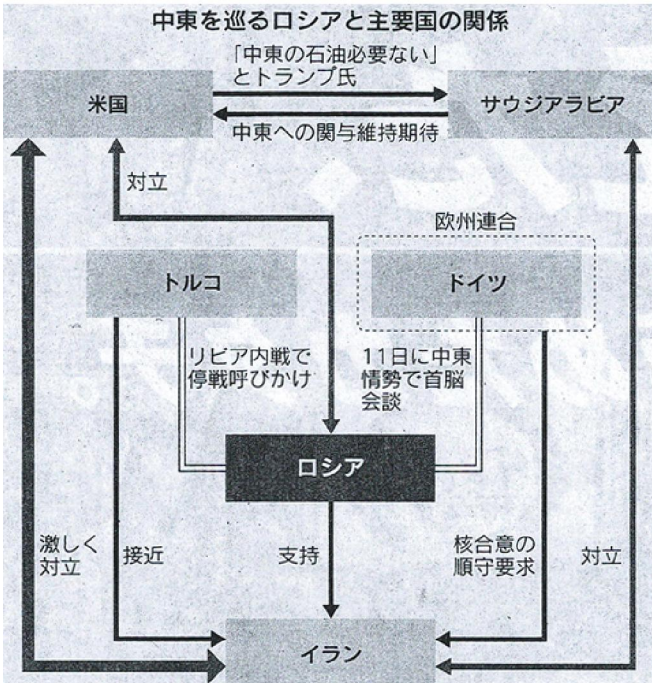 中東を巡るロシアと主要国の関係
「中東の石油必要ない」
とトランプ氏
米国
サウジアラビア
中東への関与維持期待
対立
欧州連合
トルコ
ドイツ
リビア内戦で
停戦呼びかけ
11日に中東
情勢で首脳
会談
ロシア
激しく
対立
接近
支持
核合意の
順守要求
対立
イラン